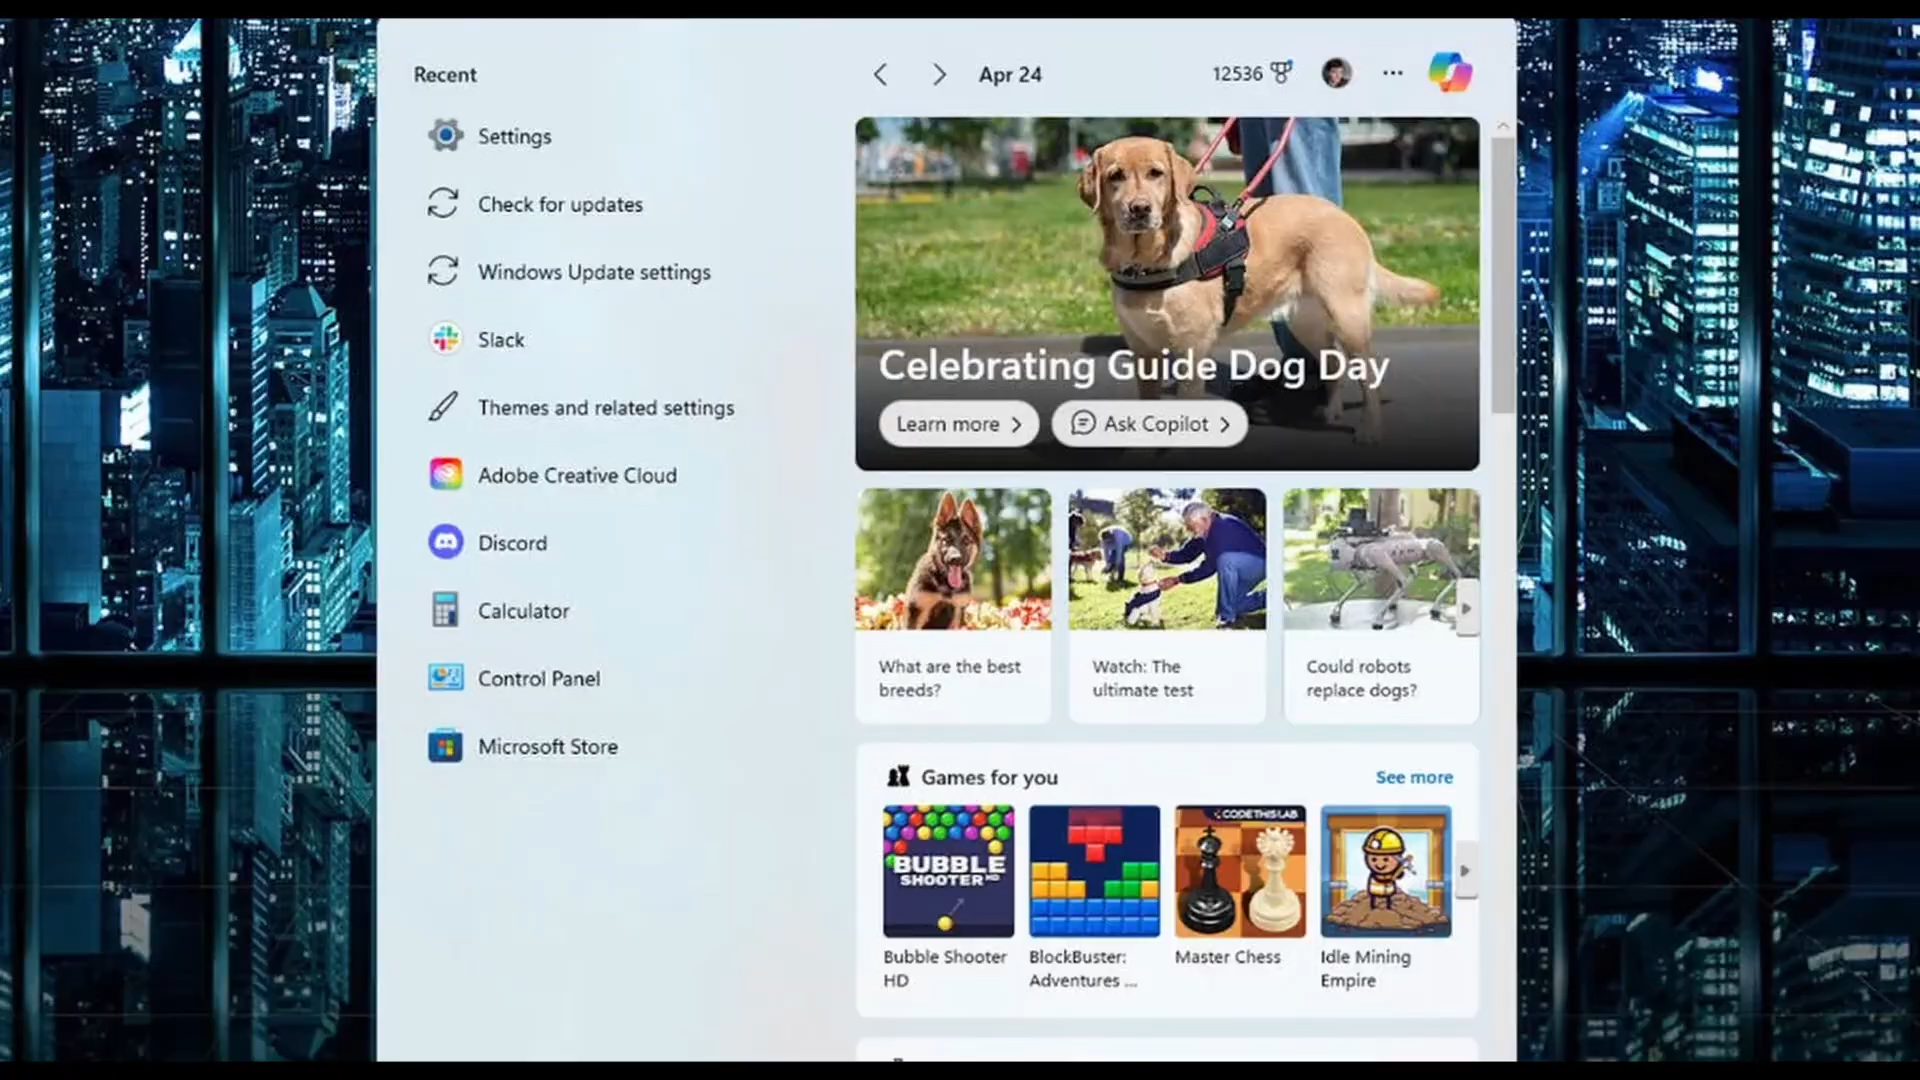 Recent
Settings
Check for updates
Windows Update settings
Slack
Themes and related settings
Adobe Creative Cloud
Discord
Calculator
Control Panel
Microsoft Store
Apr 24
12536
Celebrating Guide Dog Day
Learn more
Ask Copilot
What are the best
breeds?
Watch: The
ultimate test
Could robots
replace dogs?
Games for you
See more
BUBBLE
SHOOTER HD
CODETHISLAB
Bubble Shooter
HD
BlockBuster:
Adventures ...
Master Chess
Idle Mining
Empire